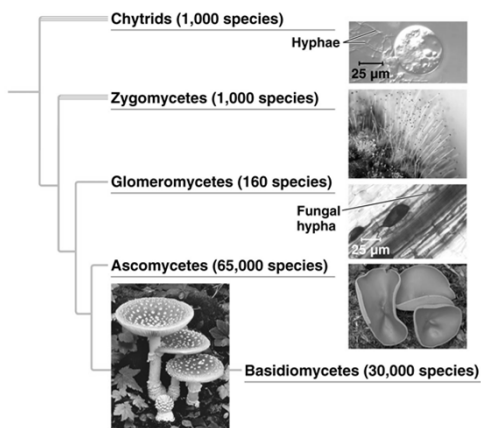 Chytrids (1,000 species)
Hyphae
25 µm
Zygomycetes (1,000 species)
Glomeromycetes (160 species)
Fungal
hypha
25 µm
Ascomycetes (65,000 species)
Basidiomycetes (30,000 species)